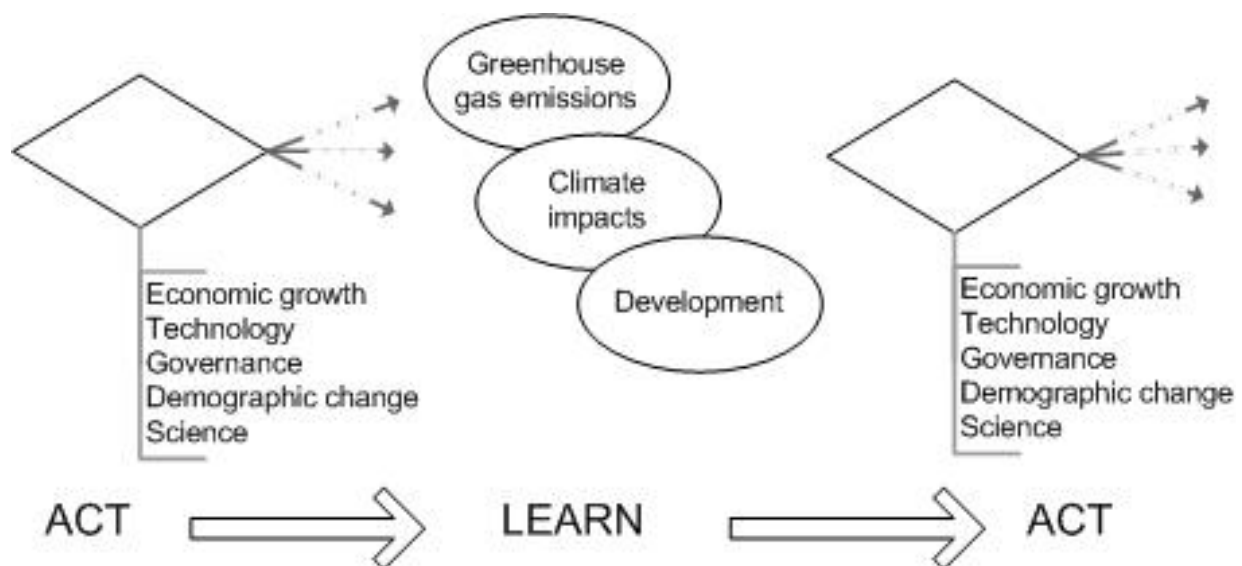 Greenhouse
gas emissions
Climate
impacts
Development
Economic growth
Technology
Governance
Demographic change
Science
Economic growth
Technology
Governance
Demographic change
Science
ACT
LEARN
ACT